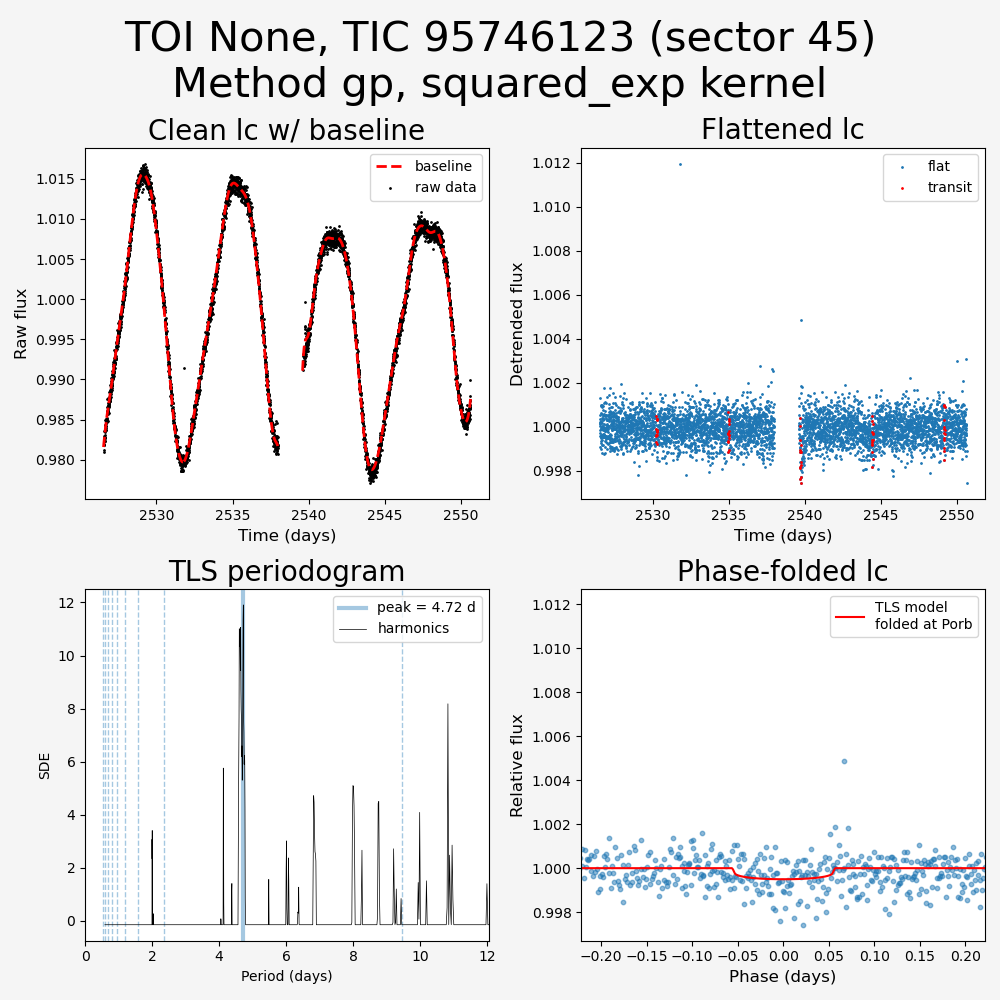 TOI None, TIC 95746123 (sector 45)
Method gp, squared_exp kernel
Clean lc w/ baseline
baseline
raw data
1.015
1.010
1.005
1.000
0.995
0.990
0.985
0.980
Raw flux
2530
2535
2540
2545
2550
Time (days)
Flattened lc
flat
transit
1.012
1.010
1.008
1.006
1.004
1.002
1.000
0.998
Detrended flux
2530
2535
2540
2545
2550
Time (days)
TLS periodogram
peak = 4.72 d
harmonics
12
10
8
6
4
2
0
SDE
0
2
4
6
8
10
12
Period (days)
Phase-folded lc
TLS model
folded at Porb
1.012
1.010
1.008
1.006
1.004
1.002
1.000
0.998
Relative flux
−0.20
−0.15
−0.10
−0.05
0.00
0.05
0.10
0.15
0.20
Phase (days)